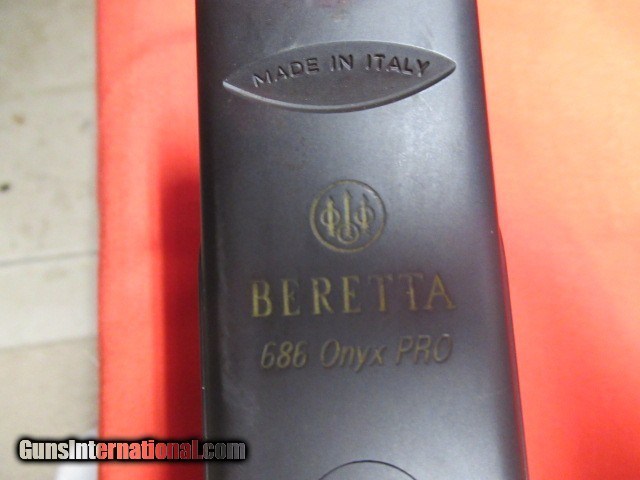 MADE IN ITALY
BERETTA
686 Onyx PRO
GunsInternational.com